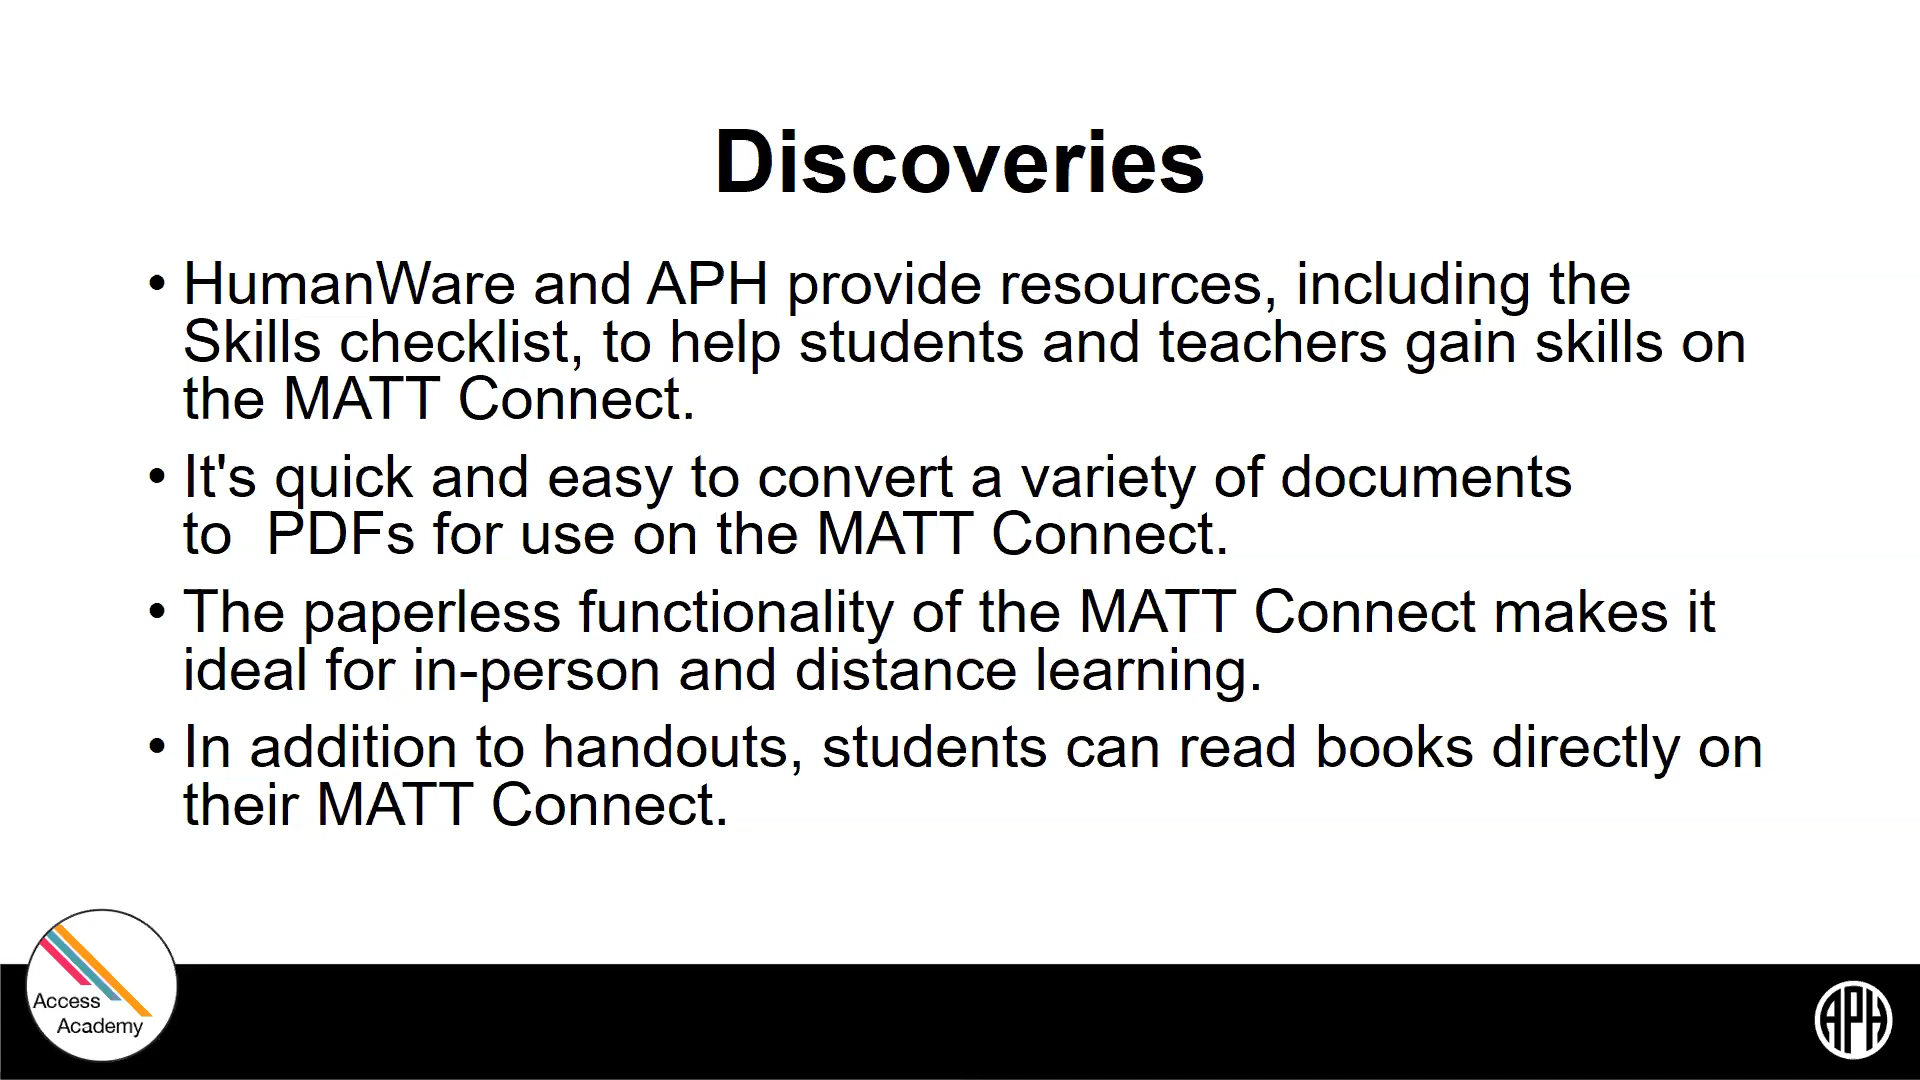 Discoveries
• HumanWare and APH provide resources, including the
Skills checklist, to help students and teachers gain skills on
the MATT Connect.
• It's quick and easy to convert a variety of documents
to  PDFs for use on the MATT Connect.
• The paperless functionality of the MATT Connect makes it
ideal for in-person and distance learning.
• In addition to handouts, students can read books directly on
their MATT Connect.
Access
Academy
APH